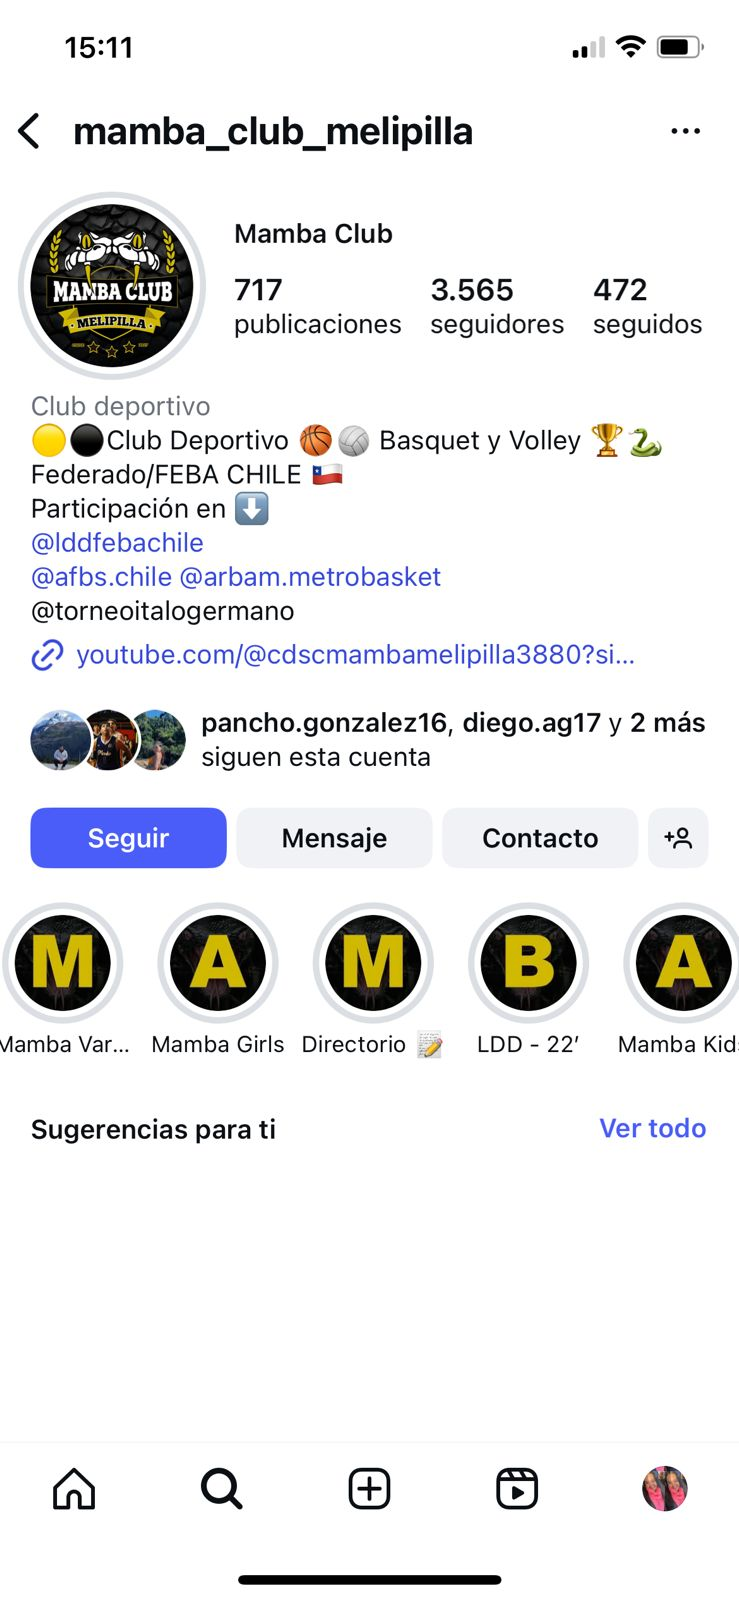 15:11
mamba_club_melipilla
MAMBA CLUB
MELIPILLA
Mamba Club
717 3.565 472
publicaciones seguidores seguidos
Club deportivo
🟡⚫Club Deportivo 🏀🏐 Basquet y Volley 🏆🐍
Federado/FEBA CHILE 🇨🇱
Participación en ⬇️
@lddfebachile
@afbs.chile @arbam.metrobasket
@torneoitalogermano
youtube.com/@cdscmambamelipilla3880?si...
pancho.gonzalez16, diego.ag17 y 2 más
siguen esta cuenta
Seguir Mensaje Contacto
M A M B A
Mamba Var... Mamba Girls Directorio 📝 LDD - 22' Mamba Kid
Sugerencias para ti Ver todo